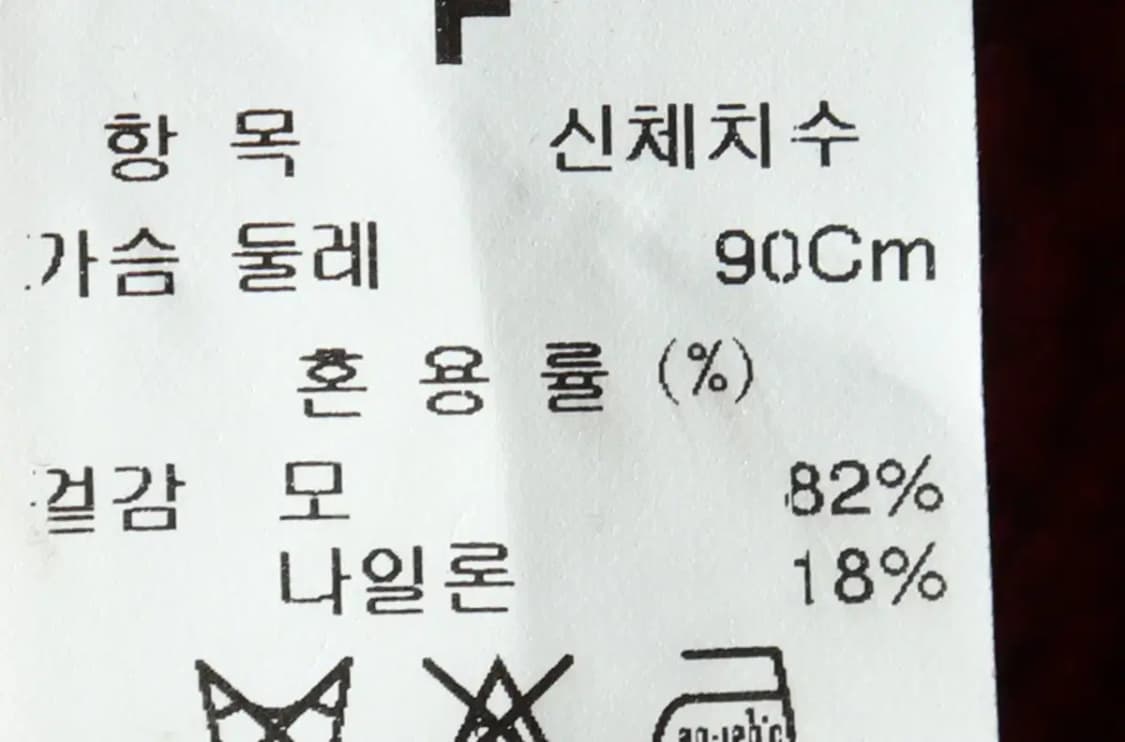 항 목 신체치수
가슴 둘레 90Cm
혼 용 률 (%)
겉감 모 82%
나일론 18%